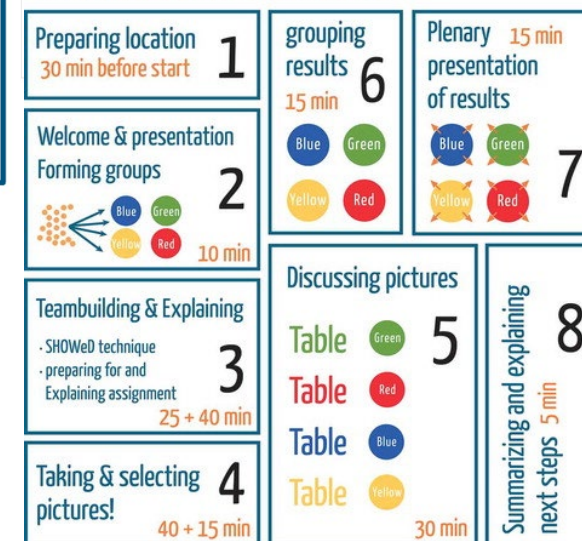 Preparing location
30 min before start
1
Welcome & presentation
Forming groups
2
Blue
Green
Yellow
Red
10 min
Teambuilding & Explaining
· SHOWeD technique
· preparing for and
Explaining assignment
3
25 + 40 min
Taking & selecting
pictures!
4
40 + 15 min
Discussing pictures
5
Table Green
Table Red
Table Blue
Table Yellow
30 min
grouping
results
6
15 min
Blue
Green
Yellow
Red
Plenary 15 min
presentation
of results
7
Blue
Green
Yellow
Red
8
Summarizing and explaining
next steps 5 min